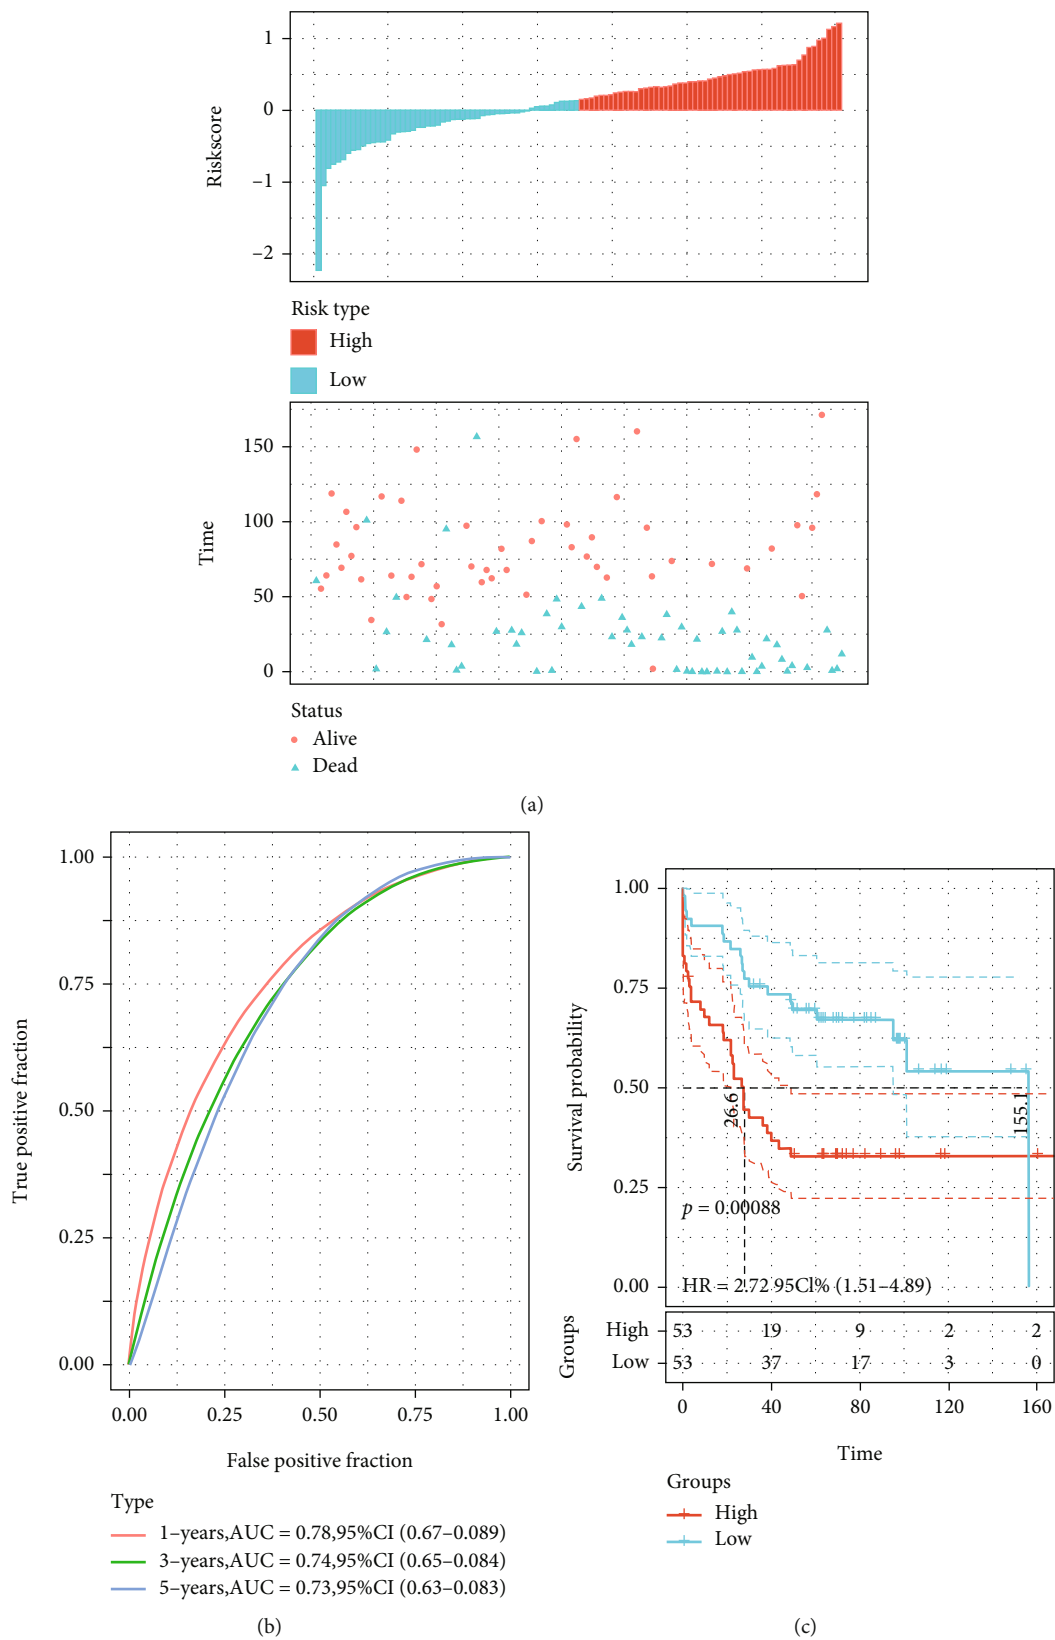 1
0
−1
−2
Riskscore
Risk type
High
Low
150
100
50
0
Time
Status
Alive
Dead
(a)
1.00
0.75
0.50
0.25
0.00
True positive fraction
0.00 0.25 0.50 0.75 1.00
False positive fraction
Type
1–years,AUC = 0.78,95%CI (0.67–0.089)
3–years,AUC = 0.74,95%CI (0.65–0.084)
5–years,AUC = 0.73,95%CI (0.63–0.083)
(b)
1.00
0.75
0.50
0.25
0.00
Survival probability
26.6
155.1
p = 0.00088
HR = 2.72 95Cl% (1.51–4.89)
Groups
High 53 19 9 2 2
Low 53 37 17 3 0
0 40 80 120 160
Time
Groups
High
Low
(c)